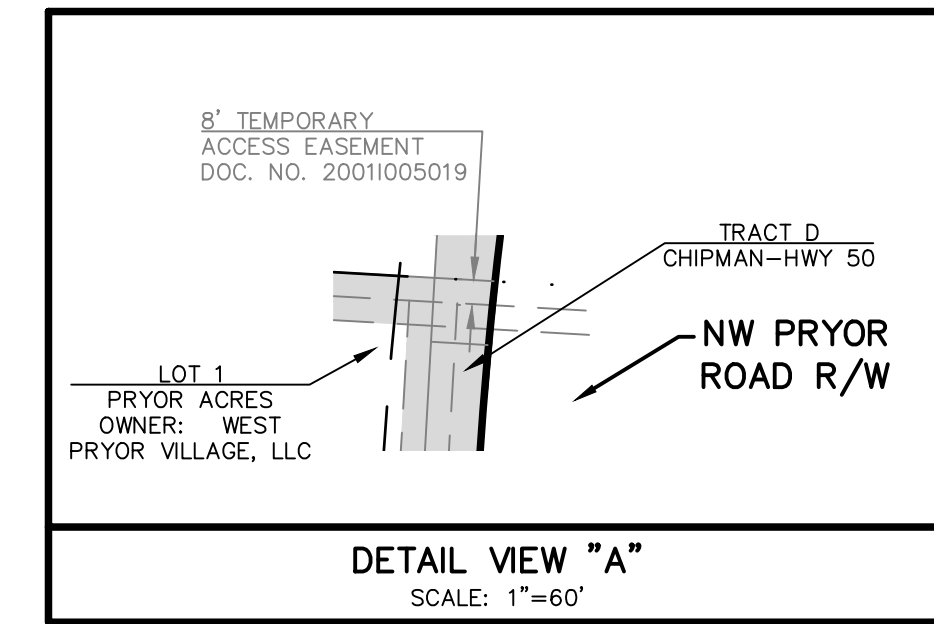 8' TEMPORARY
ACCESS EASEMENT
DOC. NO. 2001I005019
TRACT D
CHIPMAN-HWY 50
NW PRYOR
ROAD R/W
LOT 1
PRYOR ACRES
OWNER: WEST
PRYOR VILLAGE, LLC
DETAIL VIEW "A"
SCALE: 1"=60'